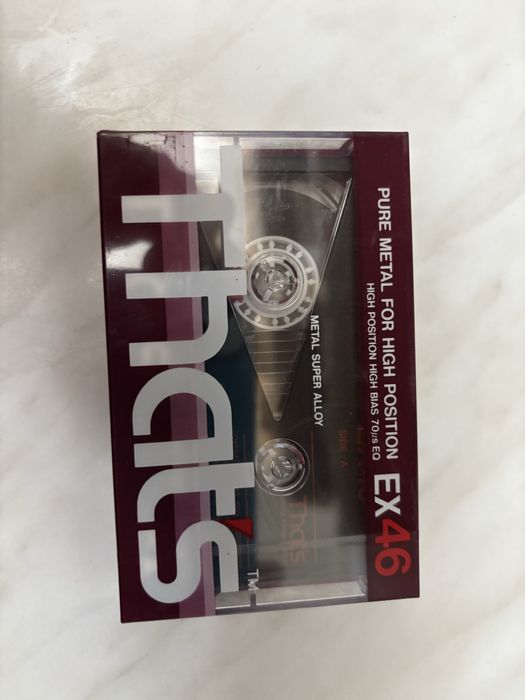 PURE METAL FOR HIGH POSITION
HIGH POSITION HIGH BIAS 70µs EQ
EX46
METAL SUPER ALLOY
SIDE: A
That's
That's
TM